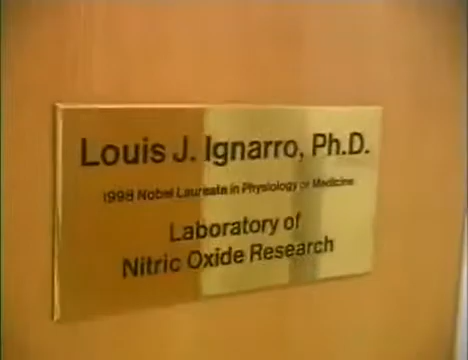 Louis J. Ignarro, Ph.D.
1998 Nobel Laureate in Physiology or Medicine
Laboratory of
Nitric Oxide Research